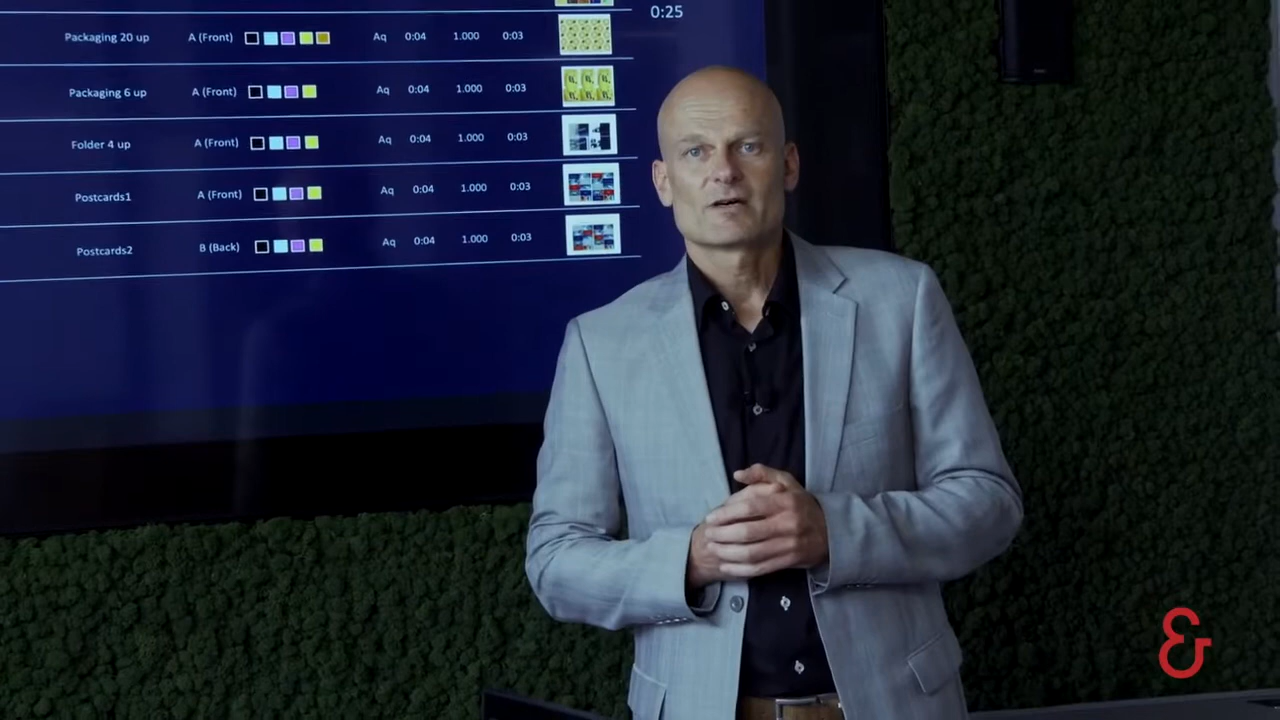 0:25
Packaging 20 up A (Front) Aq 0:04 1.000 0:03
Packaging 6 up A (Front) Aq 0:04 1.000 0:03
Folder 4 up A (Front) Aq 0:04 1.000 0:03
Postcards1 A (Front) Aq 0:04 1.000 0:03
Postcards2 B (Back) Aq 0:04 1.000 0:03
&